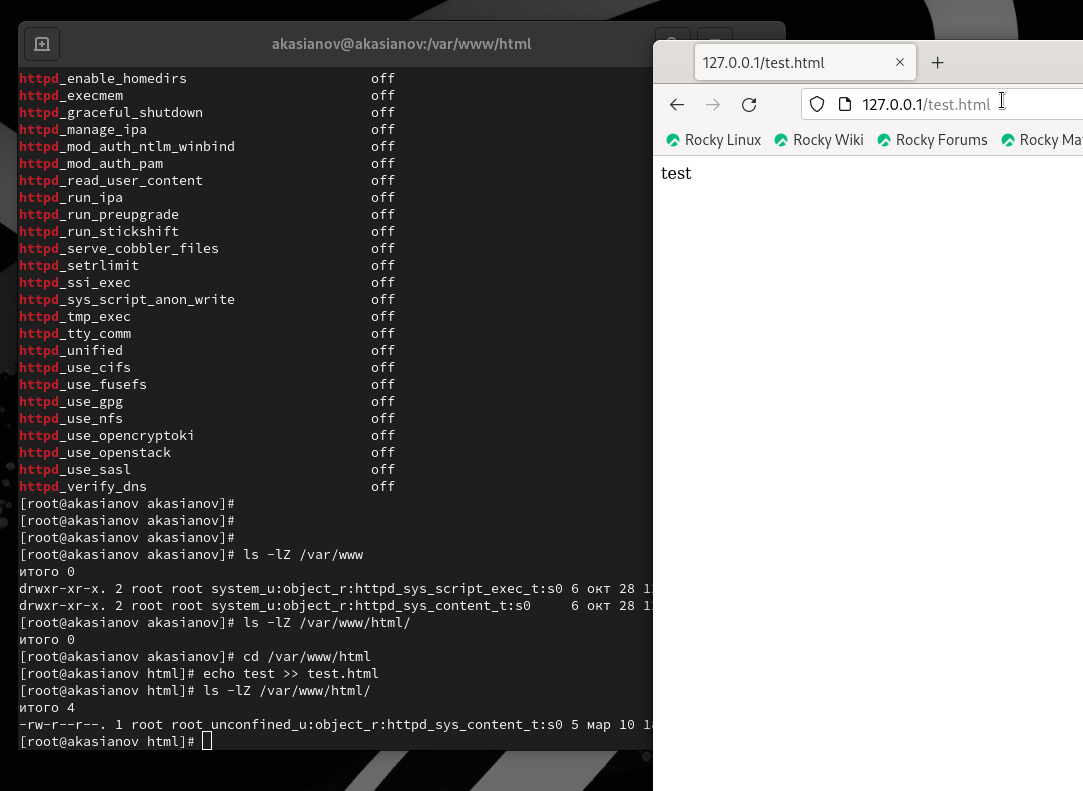 akasianov@akasianov:/var/www/html
httpd_enable_homedirs off
httpd_execmem off
httpd_graceful_shutdown off
httpd_manage_ipa off
httpd_mod_auth_ntlm_winbind off
httpd_mod_auth_pam off
httpd_read_user_content off
httpd_run_ipa off
httpd_run_preupgrade off
httpd_run_stickshift off
httpd_serve_cobbler_files off
httpd_setrlimit off
httpd_ssi_exec off
httpd_sys_script_anon_write off
httpd_tmp_exec off
httpd_tty_comm off
httpd_unified off
httpd_use_cifs off
httpd_use_fusefs off
httpd_use_gpg off
httpd_use_nfs off
httpd_use_opencryptoki off
httpd_use_openstack off
httpd_use_sasl off
httpd_verify_dns off
[root@akasianov akasianov]#
[root@akasianov akasianov]#
[root@akasianov akasianov]#
[root@akasianov akasianov]# ls -lZ /var/www
итого 0
drwxr-xr-x. 2 root root system_u:object_r:httpd_sys_script_exec_t:s0 6 окт 28
drwxr-xr-x. 2 root root system_u:object_r:httpd_sys_content_t:s0 6 окт 28
[root@akasianov akasianov]# ls -lZ /var/www/html/
итого 0
[root@akasianov akasianov]# cd /var/www/html
[root@akasianov html]# echo test >> test.html
[root@akasianov html]# ls -lZ /var/www/html/
итого 4
-rw-r--r--. 1 root root unconfined_u:object_r:httpd_sys_content_t:s0 5 мар 10
[root@akasianov html]#
127.0.0.1/test.html
127.0.0.1/test.html
Rocky Linux Rocky Wiki Rocky Forums Rocky
test